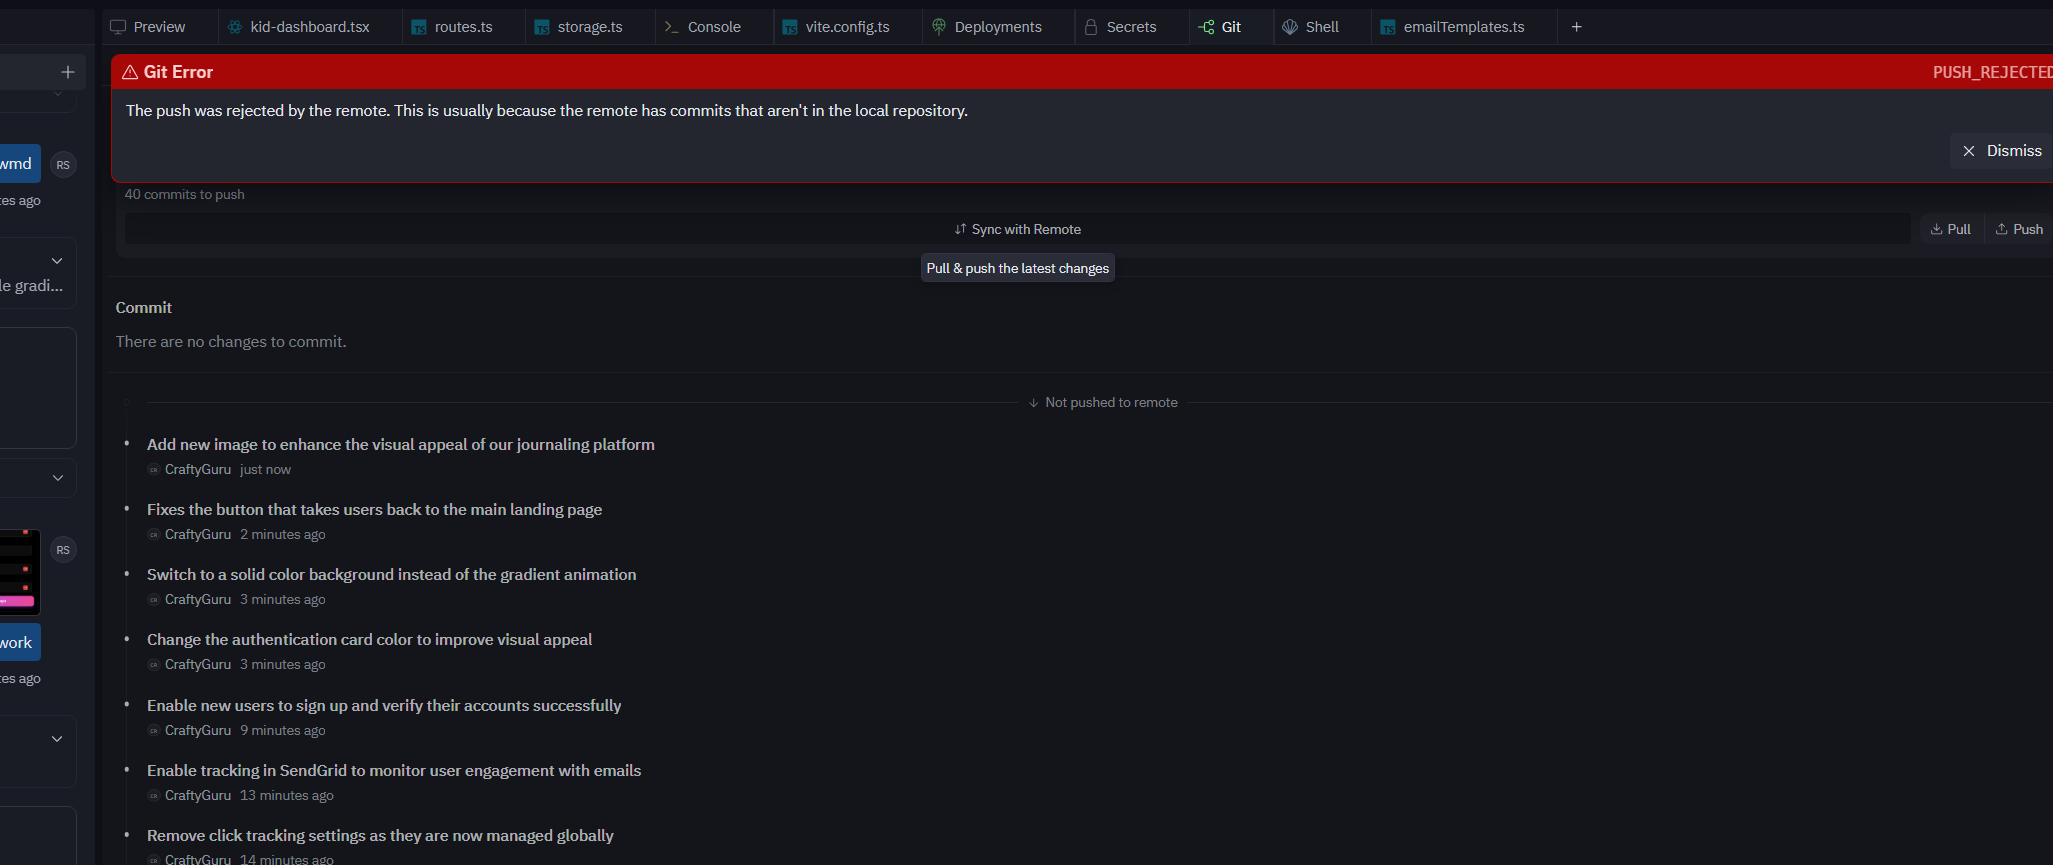 Preview
kid-dashboard.tsx
routes.ts
storage.ts
Console
vite.config.ts
Deployments
Secrets
Git
Shell
emailTemplates.ts
Git Error
PUSH_REJECTED
The push was rejected by the remote. This is usually because the remote has commits that aren't in the local repository.
Dismiss
wmd
RS
es ago
40 commits to push
Sync with Remote
Pull
Push
Pull & push the latest changes
le gradi...
Commit
There are no changes to commit.
Not pushed to remote
Add new image to enhance the visual appeal of our journaling platform
CraftyGuru just now
Fixes the button that takes users back to the main landing page
CraftyGuru 2 minutes ago
RS
Switch to a solid color background instead of the gradient animation
CraftyGuru 3 minutes ago
work
Change the authentication card color to improve visual appeal
CraftyGuru 3 minutes ago
es ago
Enable new users to sign up and verify their accounts successfully
CraftyGuru 9 minutes ago
Enable tracking in SendGrid to monitor user engagement with emails
CraftyGuru 13 minutes ago
Remove click tracking settings as they are now managed globally
CraftyGuru 14 minutes ago